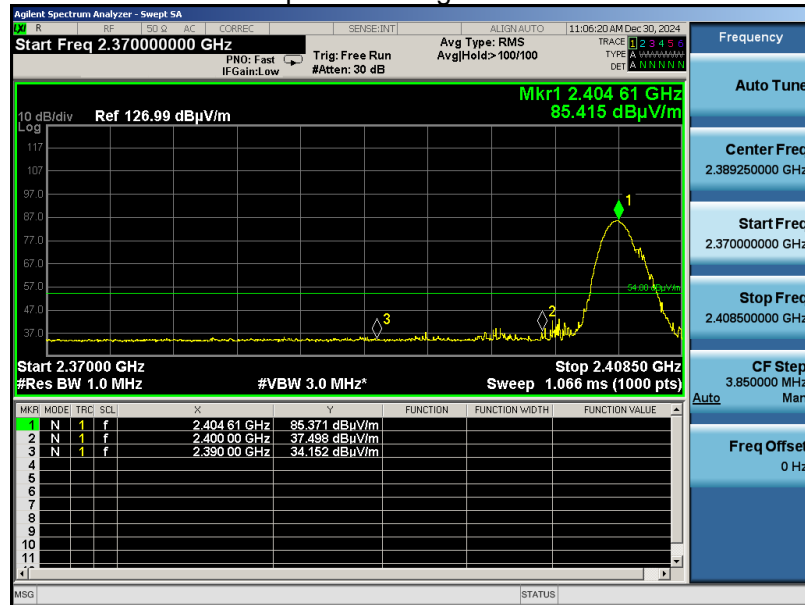 Agilent Spectrum Analyzer - Swept SA
LXI R RF 50 Ω AC CORREC SENSE:INT ALIGN AUTO 11:06:20 AM Dec 30, 2024
Start Freq 2.370000000 GHz
PNO: Fast
IFGain:Low
Trig: Free Run
#Atten: 30 dB
Avg Type: RMS
Avg|Hold:>100/100
TRACE 1 2 3 4 5 6
TYPE A WWWWW
DET A N N N N N
Mkr1 2.404 61 GHz
85.415 dBµV/m
10 dB/div Ref 126.99 dBµV/m
Log
117
107
97.0
87.0
77.0
67.0
57.0
47.0
37.0
1
54.00 dBµV/m
2
3
Start 2.37000 GHz Stop 2.40850 GHz
#Res BW 1.0 MHz #VBW 3.0 MHz* Sweep 1.066 ms (1000 pts)
MKR MODE TRC SCL X Y FUNCTION FUNCTION WIDTH FUNCTION VALUE
1 N 1 f 2.404 61 GHz 85.371 dBµV/m
2 N 1 f 2.400 00 GHz 37.498 dBµV/m
3 N 1 f 2.390 00 GHz 34.152 dBµV/m
4
5
6
7
8
9
10
11
MSG STATUS
Frequency
Auto Tune
Center Freq
2.389250000 GHz
Start Freq
2.370000000 GHz
Stop Freq
2.408500000 GHz
CF Step
3.850000 MHz
Auto Man
Freq Offset
0 Hz